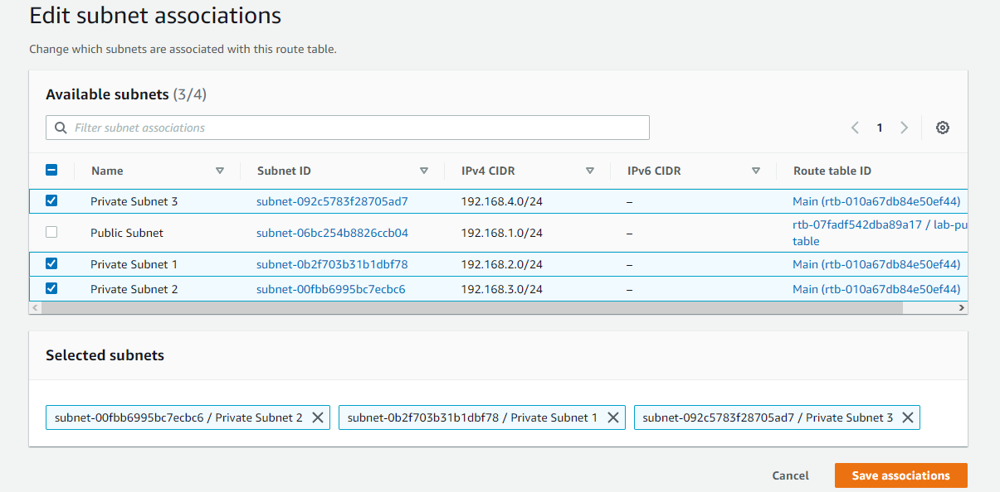 Edit subnet associations
Change which subnets are associated with this route table.
Available subnets (3/4)
Filter subnet associations
1
Name Subnet ID IPv4 CIDR IPv6 CIDR Route table ID
Private Subnet 3 subnet-092c5783f28705ad7 192.168.4.0/24 – Main (rtb-010a67db84e50ef44)
Public Subnet subnet-06bc254b8826ccb04 192.168.1.0/24 – rtb-07fadf542dba89a17 / lab-pu
table
Private Subnet 1 subnet-0b2f703b31b1dbf78 192.168.2.0/24 – Main (rtb-010a67db84e50ef44)
Private Subnet 2 subnet-00fbb6995bc7ecbc6 192.168.3.0/24 – Main (rtb-010a67db84e50ef44)
Selected subnets
subnet-00fbb6995bc7ecbc6 / Private Subnet 2 subnet-0b2f703b31b1dbf78 / Private Subnet 1 subnet-092c5783f28705ad7 / Private Subnet 3
Cancel Save associations